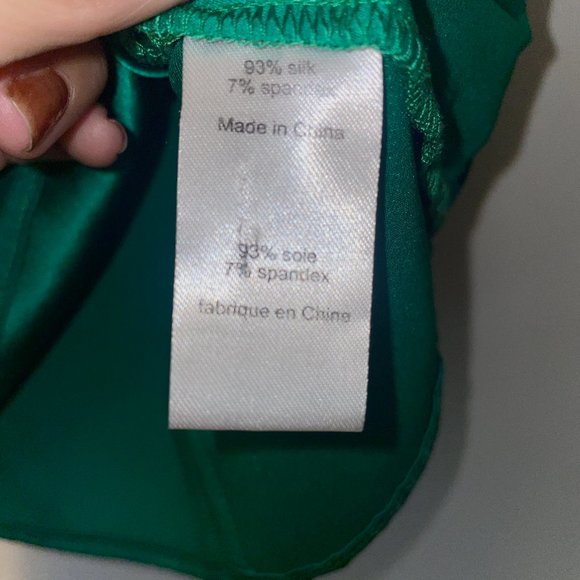 93% silk
7% spandex
Made in China
93% soie
7% spandex
fabrique en Chine